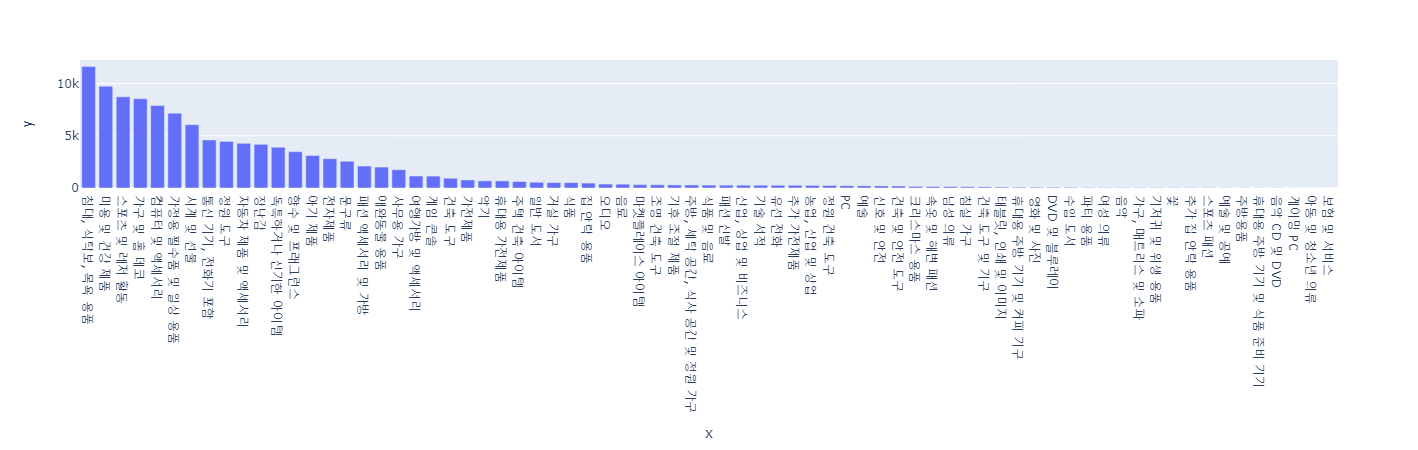 y
10k
5k
0
침대, 식탁보, 목욕 용품
미용 및 건강 제품
스포츠 및 레저 활동
가구 및 홈 데코
컴퓨터 및 액세서리
가정용 필수품 및 일상 용품
시계 및 선물
통신 기기, 전화기 포함
정원 도구
자동차 제품 및 액세서리
장난감
독특하거나 신기한 아이템
향수 및 프래그런스
아기 제품
전자제품
문구류
패션 액세서리 및 가방
애완동물 용품
사무용 가구
여행가방 및 액세서리
게임 콘솔
건축 도구
가전제품
악기
휴대용 가전제품
주택 건축 아이템
일반 도서
거실 가구
식품
집 안락 용품
오디오
음료
마켓플레이스 아이템
조명 건축 도구
기후 조절 제품
주방, 세탁 공간, 식사 공간 및 정원 가구
식품 및 음료
패션 신발
산업, 상업 및 비즈니스
기술 서적
유선 전화
추가 가전제품
농업, 산업 및 상업
정원 건축 도구
PC
예술
신호 및 안전
건축 및 안전 도구
크리스마스 용품
속옷 및 해변 패션
남성 의류
침실 가구
건축 도구 및 기구
태블릿, 인쇄 및 이미지
휴대용 주방 기기 및 커피 기구
영화 및 사진
DVD 및 블루레이
수입 도서
파티 용품
여성 의류
음악
가구, 매트리스 및 소파
기저귀 및 위생 용품
꽃
추가 집 안락 용품
스포츠 패션
예술 및 공예
주방용품
휴대용 주방 기기 및 식품 준비 기기
음악 CD 및 DVD
게이밍 PC
아동 및 청소년 의류
보험 및 서비스
x